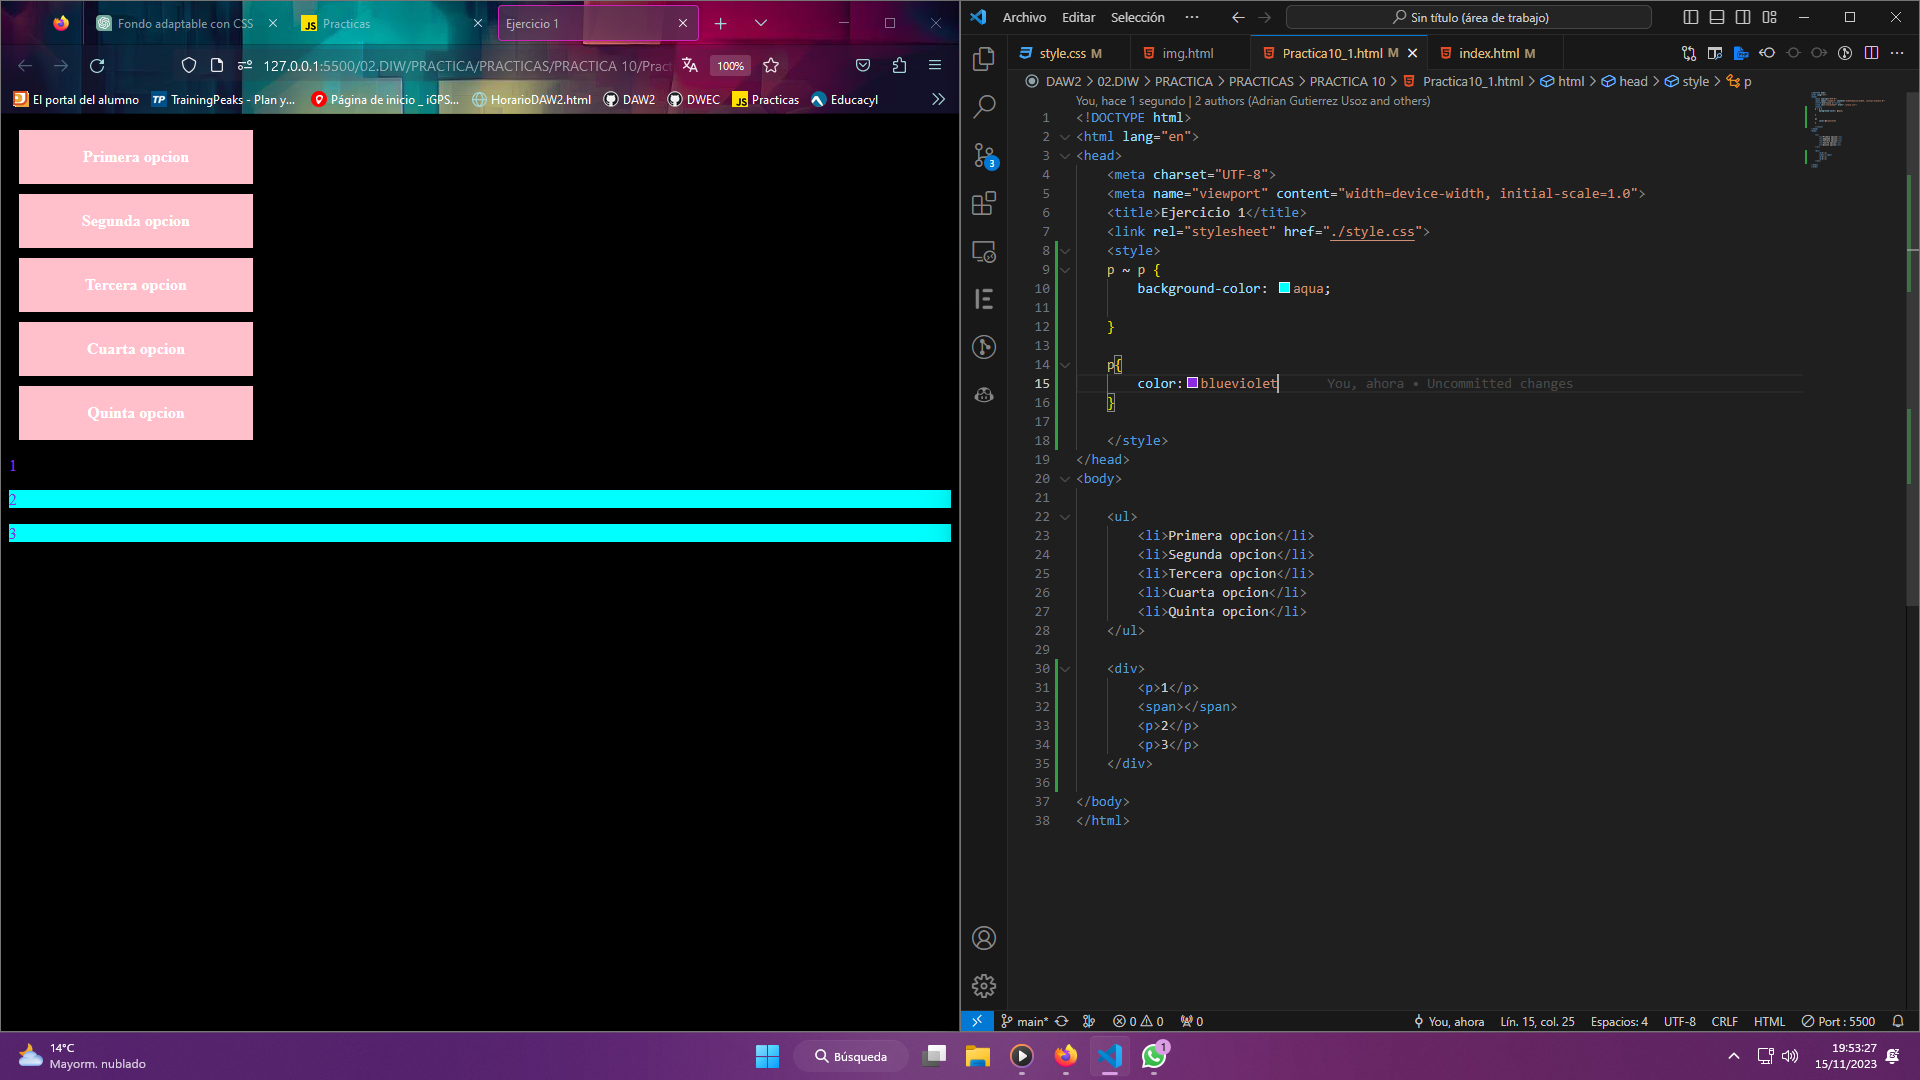 Fondo adaptable con CSS
Practicas
Ejercicio 1
127.0.0.1:5500/02.DIW/PRACTICA/PRACTICAS/PRACTICA 10/Pract
100%
El portal del alumno
TrainingPeaks - Plan y...
Página de inicio _ iGPS...
HorarioDAW2.html
DAW2
DWEC
Practicas
Educacyl
Primera opcion
Segunda opcion
Tercera opcion
Cuarta opcion
Quinta opcion
1
2
3
Archivo Editar Selección ···
Sin título (área de trabajo)
style.css M
img.html
Practica10_1.html M
index.html M
DAW2 > 02.DIW > PRACTICA > PRACTICAS > PRACTICA 10 > Practica10_1.html > html > head > style > p
You, hace 1 segundo | 2 authors (Adrian Gutierrez Usoz and others)
1 <!DOCTYPE html>
2 <html lang="en">
3 <head>
4 <meta charset="UTF-8">
5 <meta name="viewport" content="width=device-width, initial-scale=1.0">
6 <title>Ejercicio 1</title>
7 <link rel="stylesheet" href="./style.css">
8 <style>
9 p ~ p {
10 background-color: aqua;
11
12 }
13
14 p{
15 color: blueviolet You, ahora • Uncommitted changes
16 }
17
18 </style>
19 </head>
20 <body>
21
22 <ul>
23 <li>Primera opcion</li>
24 <li>Segunda opcion</li>
25 <li>Tercera opcion</li>
26 <li>Cuarta opcion</li>
27 <li>Quinta opcion</li>
28 </ul>
29
30 <div>
31 <p>1</p>
32 <span></span>
33 <p>2</p>
34 <p>3</p>
35 </div>
36
37 </body>
38 </html>
3
main* 0 0 0
You, ahora Lín. 15, col. 25 Espacios: 4 UTF-8 CRLF HTML Port : 5500
14°C
Mayorm. nublado
Búsqueda
1
19:53:27
15/11/2023